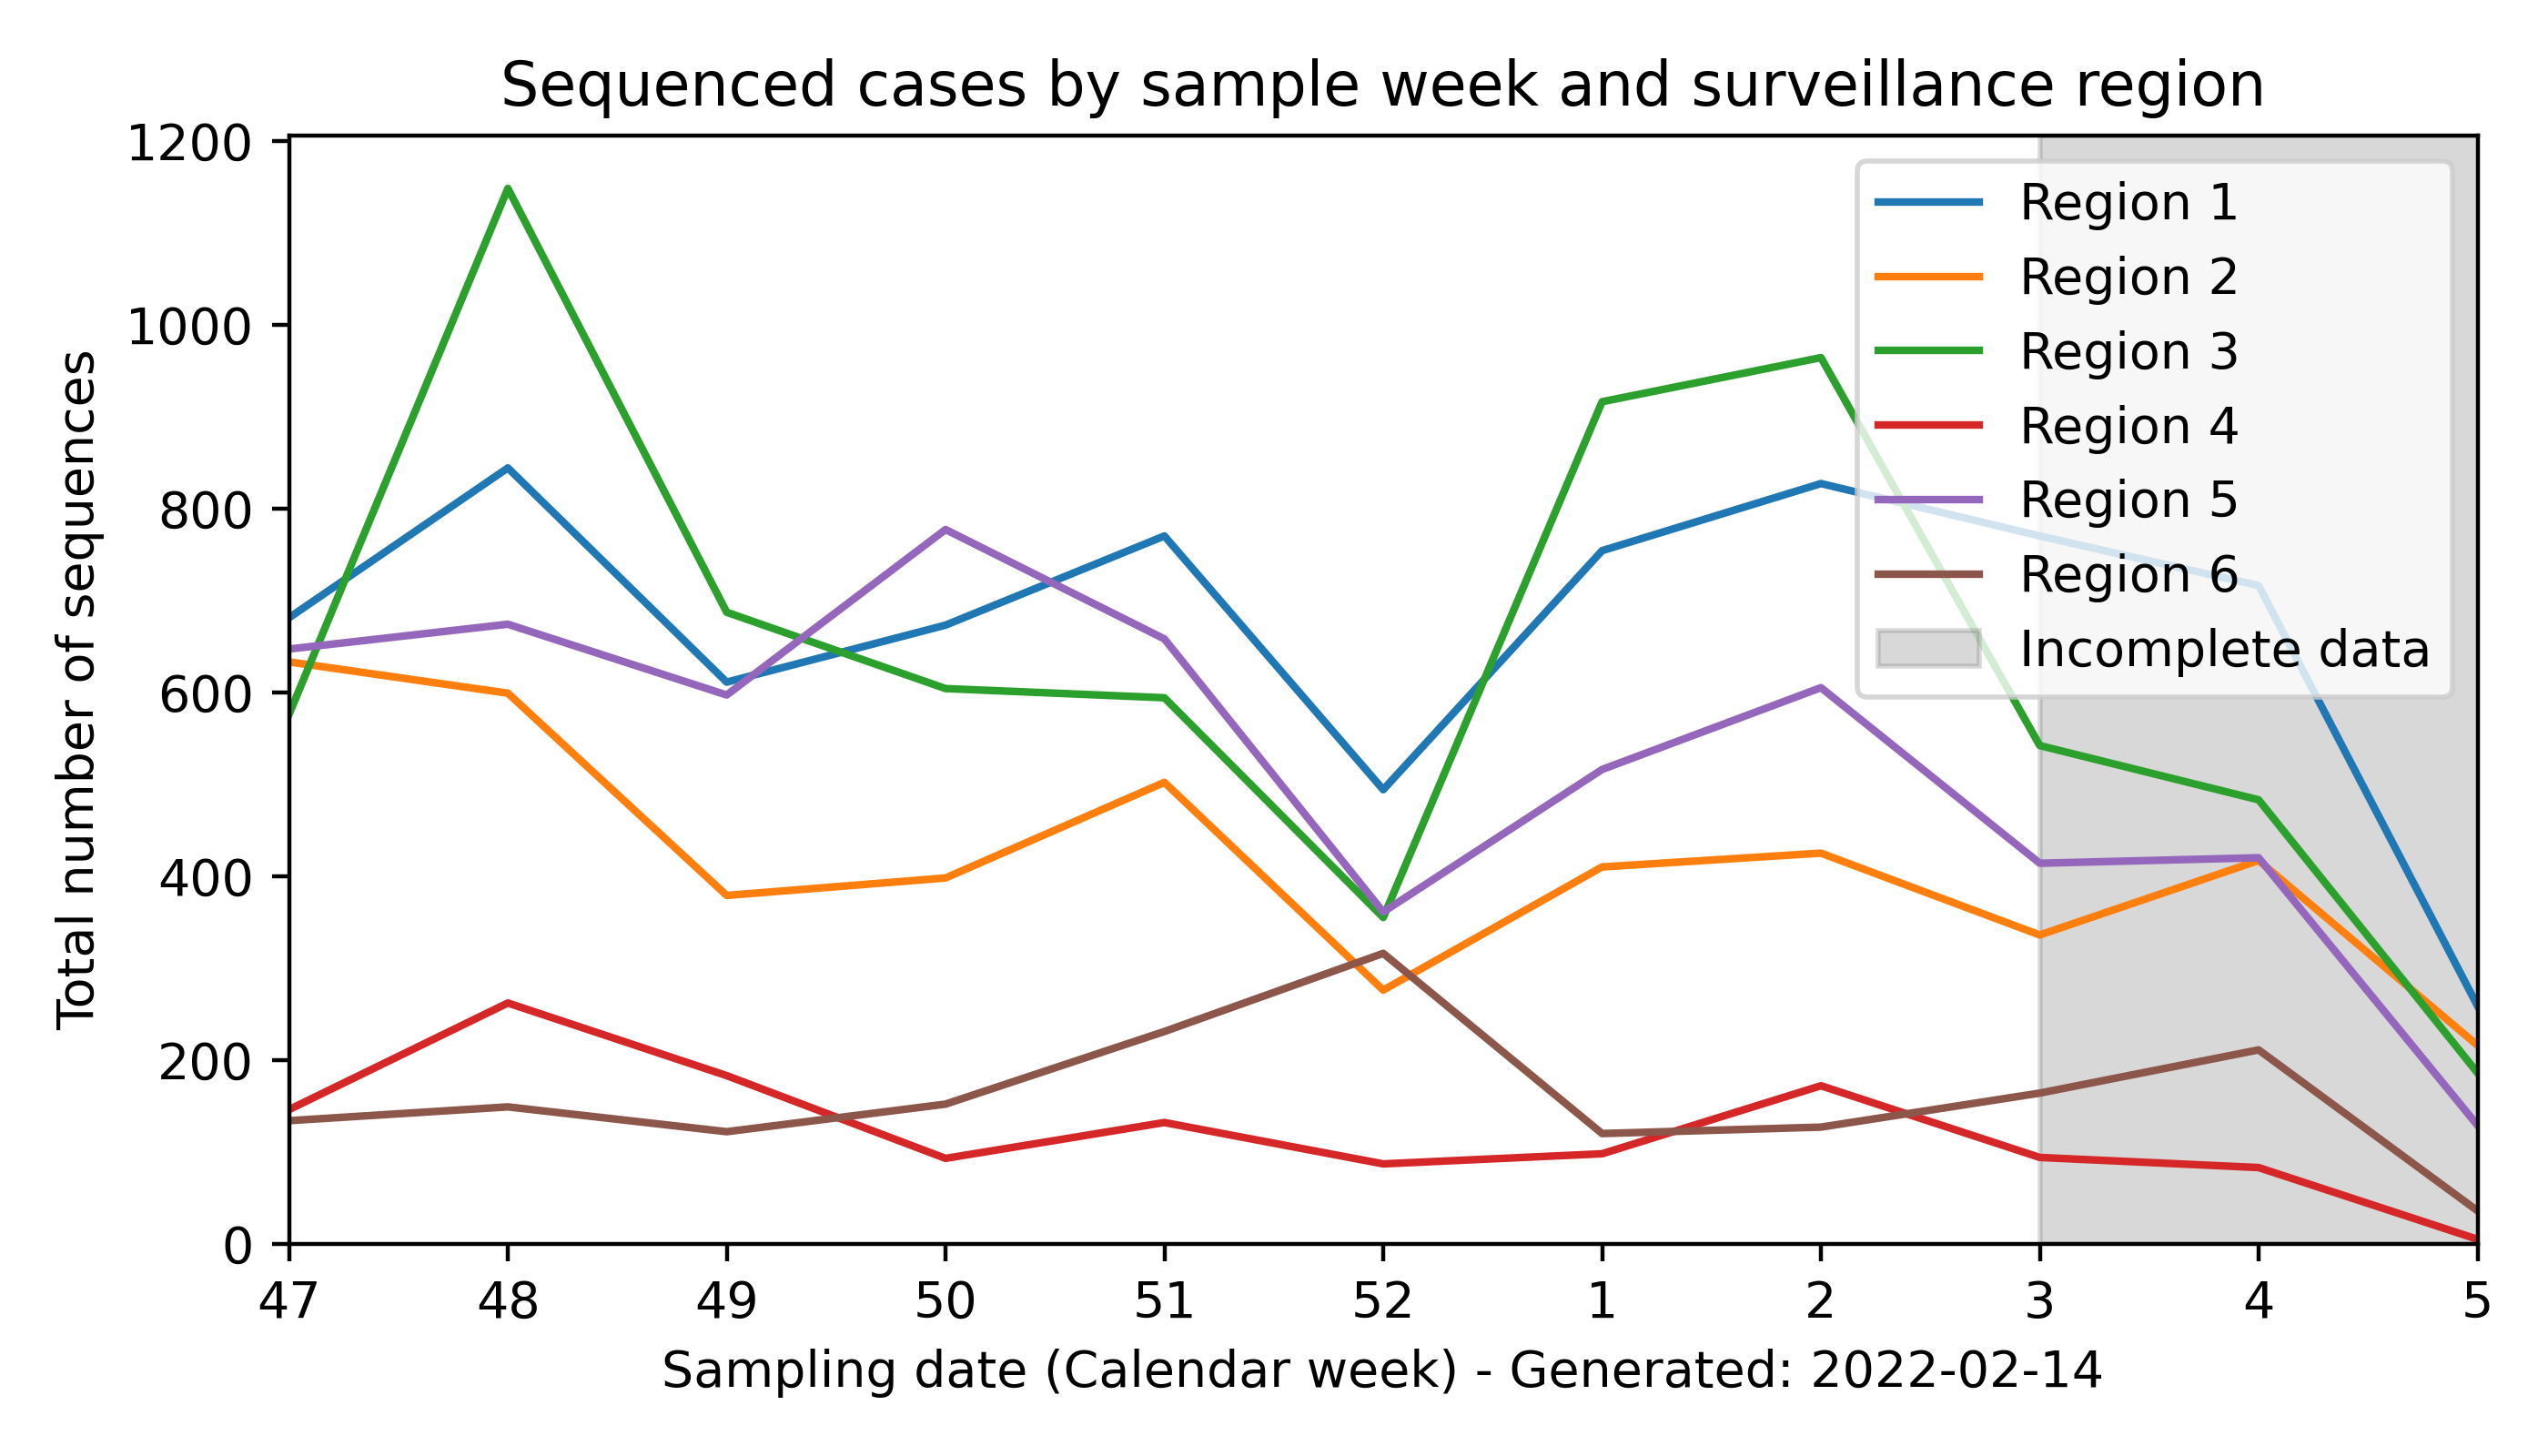 Sequenced cases by sample week and surveillance region
1200
1000
800
600
400
200
0
Total number of sequences
Region 1
Region 2
Region 3
Region 4
Region 5
Region 6
Incomplete data
47 48 49 50 51 52 1 2 3 4 5
Sampling date (Calendar week) - Generated: 2022-02-14